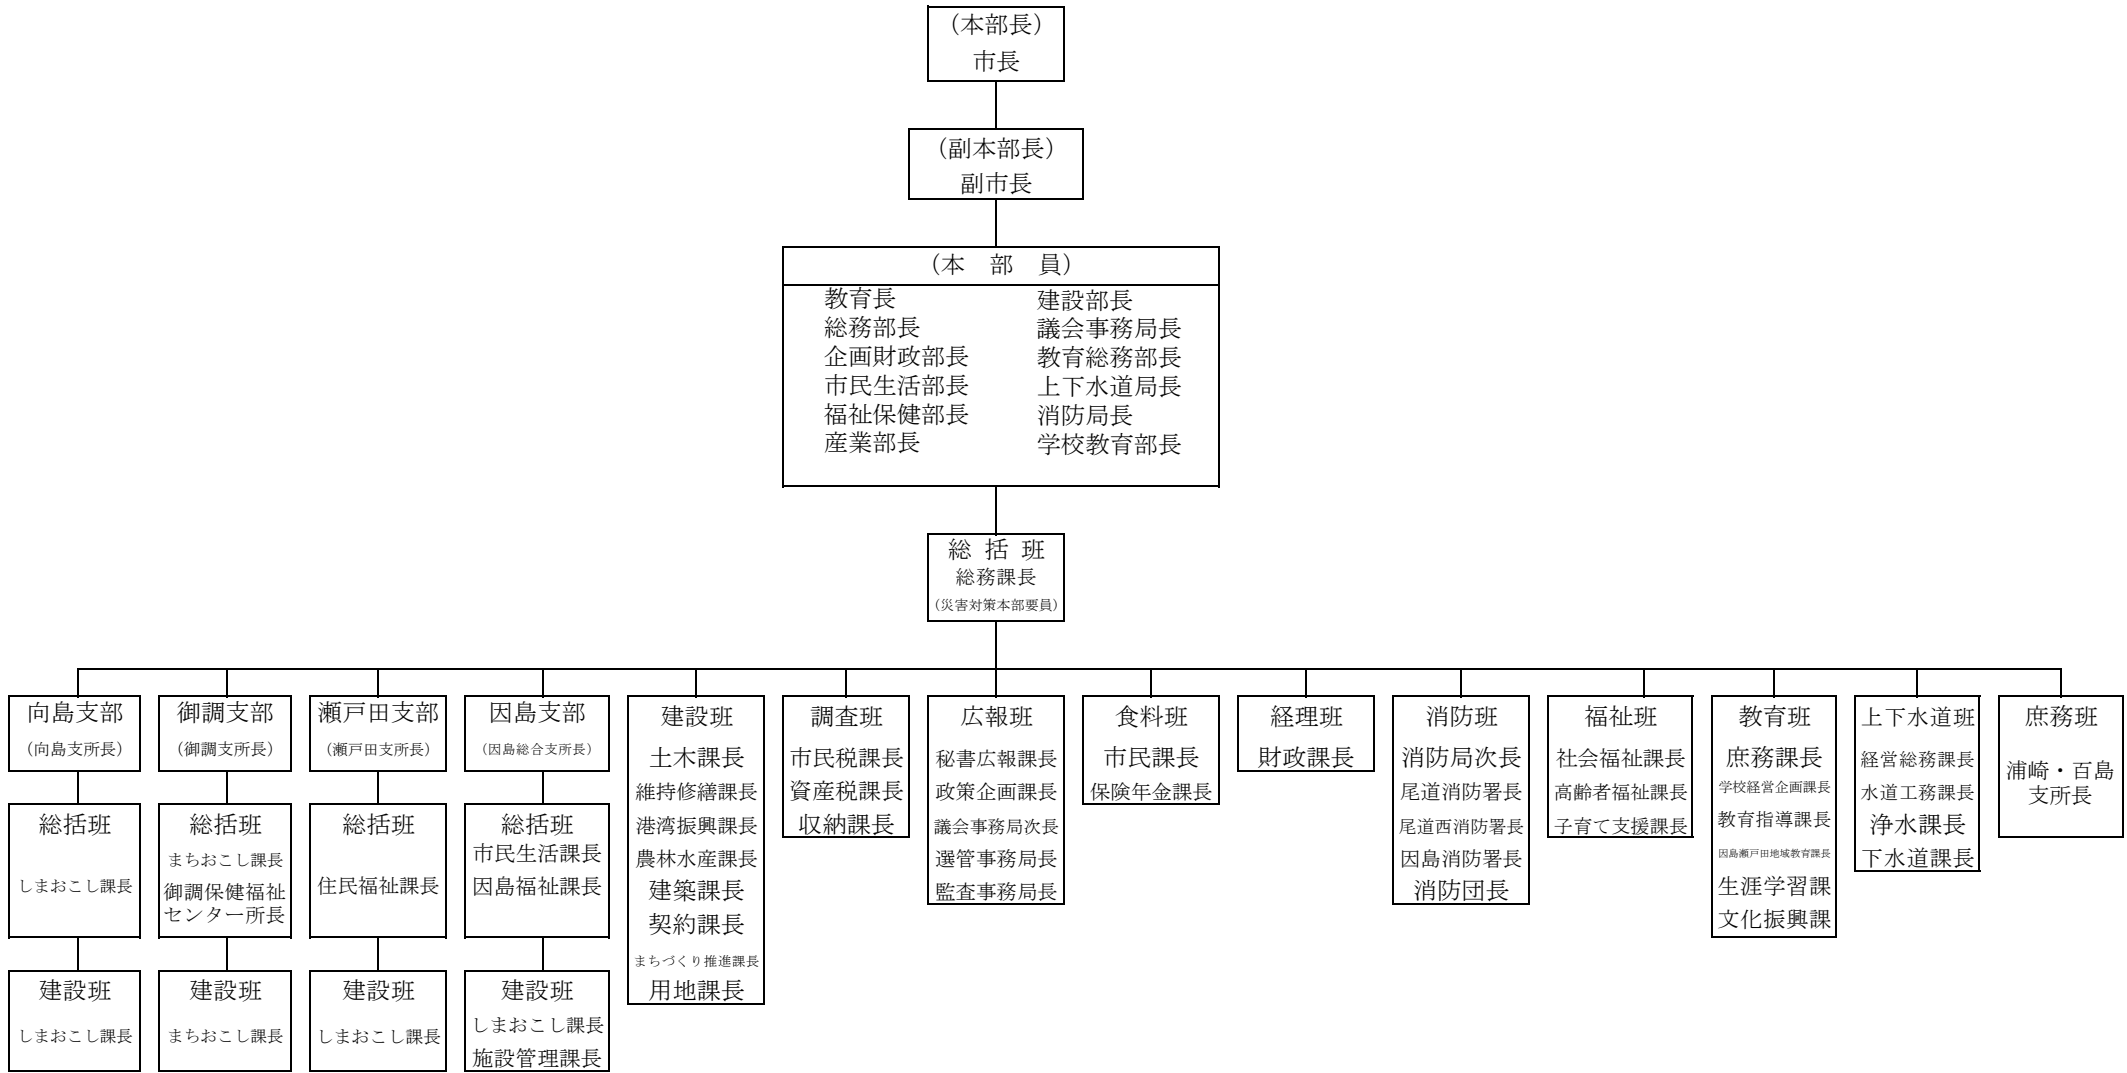 （本部長）
市長
（副本部長）
副市長
（本　部　員）
教育長
総務部長
企画財政部長
市民生活部長
福祉保健部長
産業部長
建設部長
議会事務局長
教育総務部長
上下水道局長
消防局長
学校教育部長
総 括 班
総務課長
（災害対策本部要員）
向島支部
（向島支所長）
総括班
しまおこし課長
建設班
しまおこし課長
御調支部
（御調支所長）
総括班
まちおこし課長
御調保健福祉
センター所長
建設班
まちおこし課長
瀬戸田支部
（瀬戸田支所長）
総括班
住民福祉課長
建設班
しまおこし課長
因島支部
（因島総合支所長）
総括班
市民生活課長
因島福祉課長
建設班
しまおこし課長
施設管理課長
建設班
土木課長
維持修繕課長
港湾振興課長
農林水産課長
建築課長
契約課長
まちづくり推進課長
用地課長
調査班
市民税課長
資産税課長
収納課長
広報班
秘書広報課長
政策企画課長
議会事務局次長
選管事務局長
監査事務局長
食料班
市民課長
保険年金課長
経理班
財政課長
消防班
消防局次長
尾道消防署長
尾道西消防署長
因島消防署長
消防団長
福祉班
社会福祉課長
高齢者福祉課長
子育て支援課長
教育班
庶務課長
学校経営企画課長
教育指導課長
因島瀬戸田地域教育課長
生涯学習課
文化振興課
上下水道班
経営総務課長
水道工務課長
浄水課長
下水道課長
庶務班
浦崎・百島
支所長